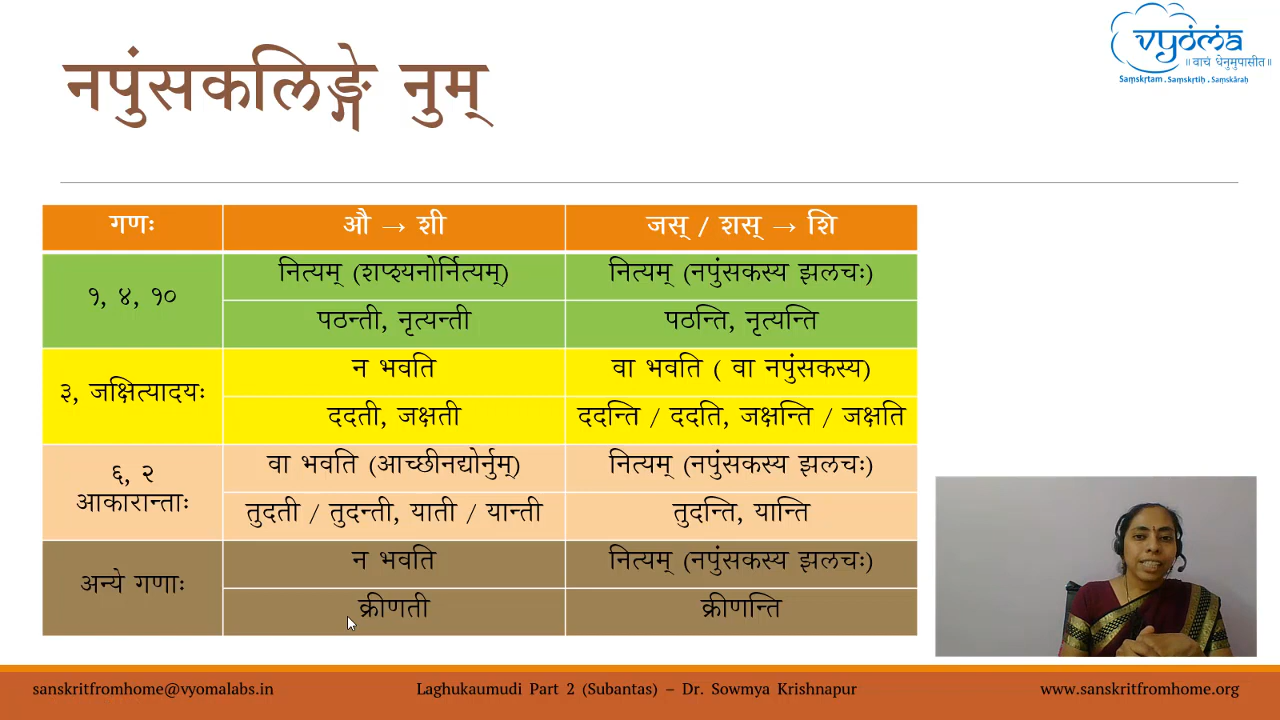 नपुंसकलिङ्गे नुम्
vyoma
॥ वाचं धेनुमुपासीत॥
Saṃskṛtam . Saṃskṛtiḥ . Saṃskāraḥ
गणः औ → शी जस् / शस् → शि
१, ४, १० नित्यम् (शप्श्यनोर्नित्यम्) नित्यम् (नपुंसकस्य झलचः)
पठन्ती, नृत्यन्ती पठन्ति, नृत्यन्ति
३, जक्षित्यादयः न भवति वा भवति ( वा नपुंसकस्य)
ददती, जक्षती ददन्ति / ददति, जक्षन्ति / जक्षति
६, २ आकारान्ताः वा भवति (आच्छीनद्योर्नुम्) नित्यम् (नपुंसकस्य झलचः)
तुदती / तुदन्ती, याती / यान्ती तुदन्ति, यान्ति
अन्ये गणाः न भवति नित्यम् (नपुंसकस्य झलचः)
क्रीणती क्रीणन्ति
sanskritfromhome@vyomalabs.in Laghukaumudi Part 2 (Subantas) – Dr. Sowmya Krishnapur www.sanskritfromhome.org